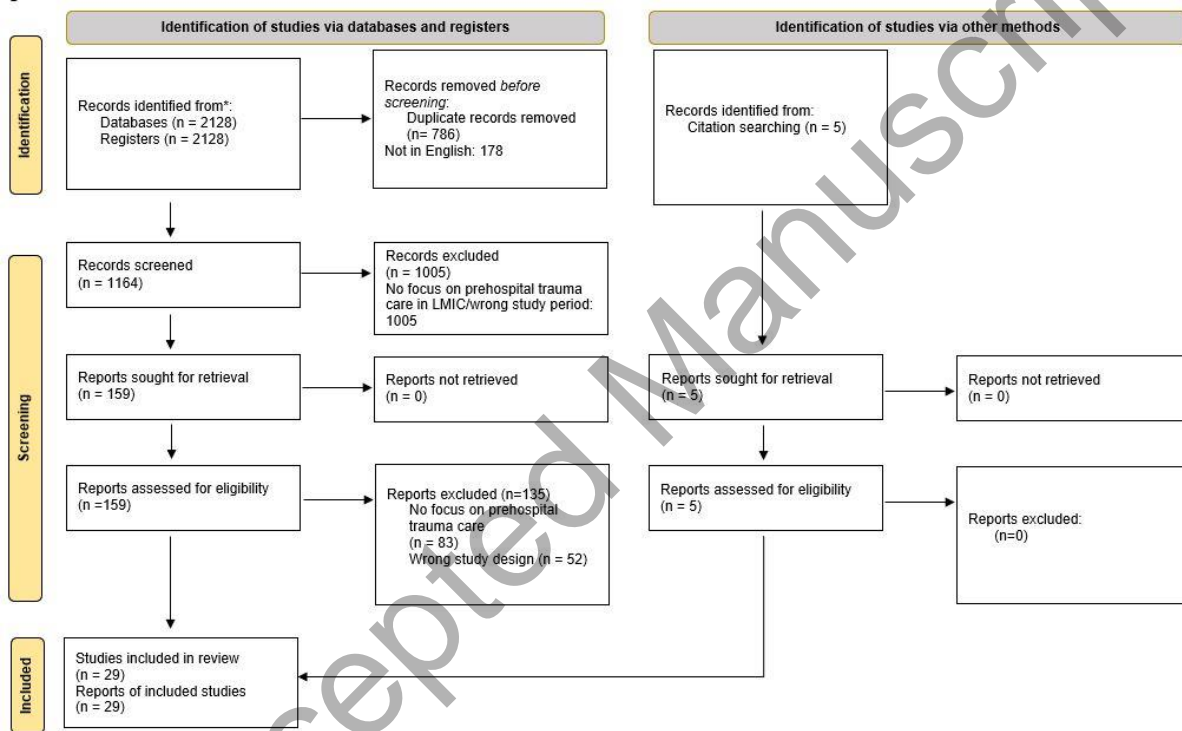 Identification of studies via databases and registers
Identification of studies via other methods
Identification
Records identified from*:
Databases (n = 2128)
Registers (n = 2128)
Records removed before
screening:
Duplicate records removed
(n= 786)
Not in English: 178
Records identified from:
Citation searching (n = 5)
Screening
Records screened
(n = 1164)
Records excluded
(n = 1005)
No focus on prehospital trauma
care in LMIC/wrong study period:
1005
Reports sought for retrieval
(n = 159)
Reports not retrieved
(n = 0)
Reports sought for retrieval
(n = 5)
Reports not retrieved
(n = 0)
Reports assessed for eligibility
(n =159)
Reports excluded (n=135)
No focus on prehospital
trauma care
(n = 83)
Wrong study design (n = 52)
Reports assessed for eligibility
(n = 5)
Reports excluded:
(n=0)
Included
Studies included in review
(n = 29)
Reports of included studies
(n = 29)
cepted Manuscrip